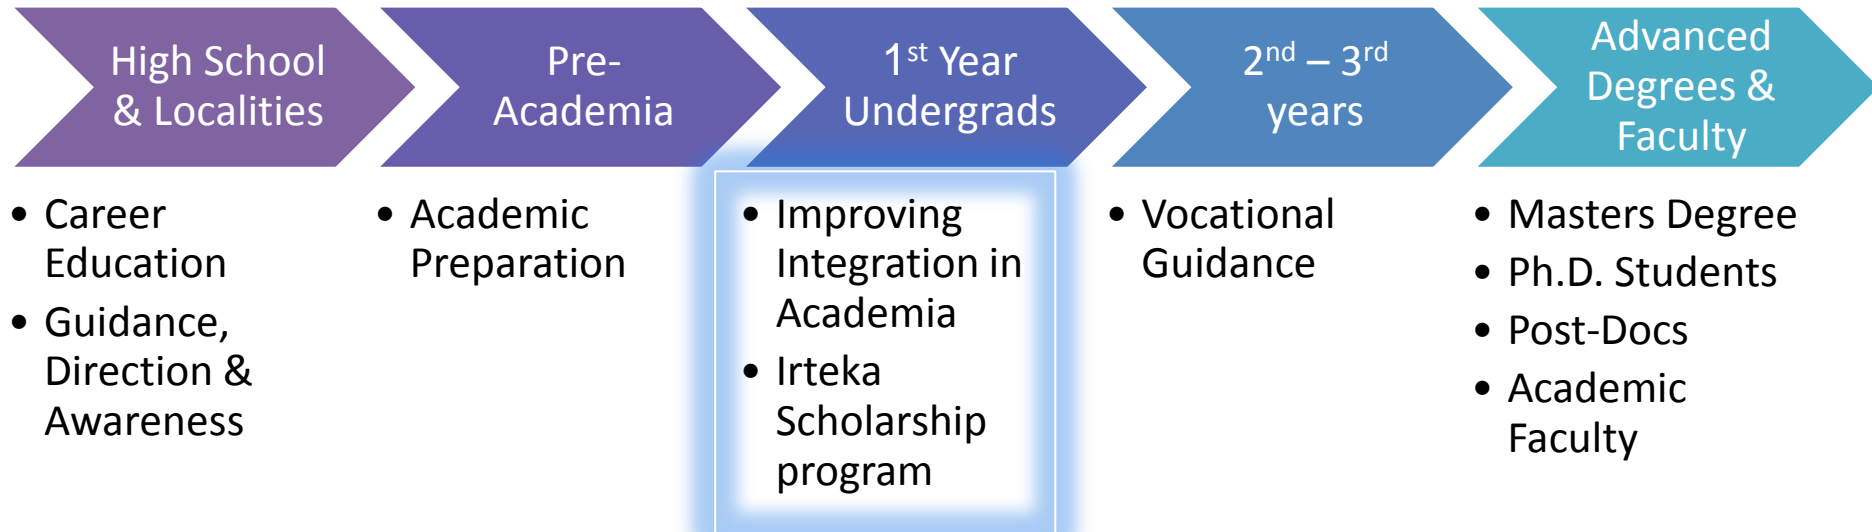 High School
& Localities
Pre-
Academia
1st Year
Undergrads
2nd – 3rd
years
Advanced
Degrees &
Faculty
• Career
Education
• Guidance,
Direction &
Awareness
• Academic
Preparation
• Improving
Integration in
Academia
• Irteka
Scholarship
program
• Vocational
Guidance
• Masters Degree
• Ph.D. Students
• Post-Docs
• Academic
Faculty